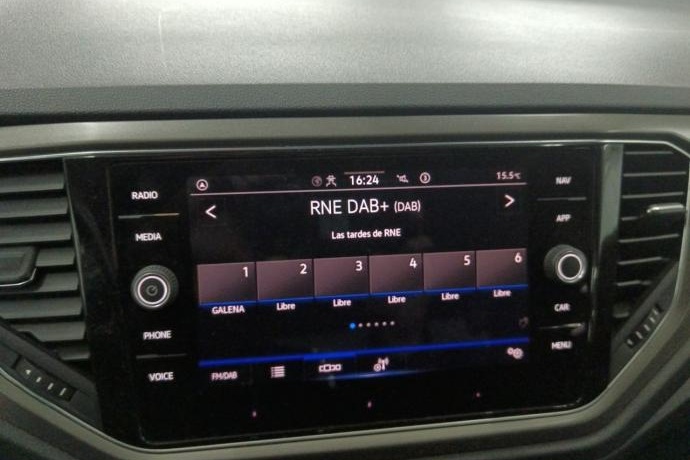 RADIO
MEDIA
PHONE
VOICE
16:24
3
15.5°C
RNE DAB+ (DAB)
Las tardes de RNE
1 2 3 4 5 6
GALENA Libre Libre Libre Libre Libre
FM/DAB
NAV
APP
CAR
MENU